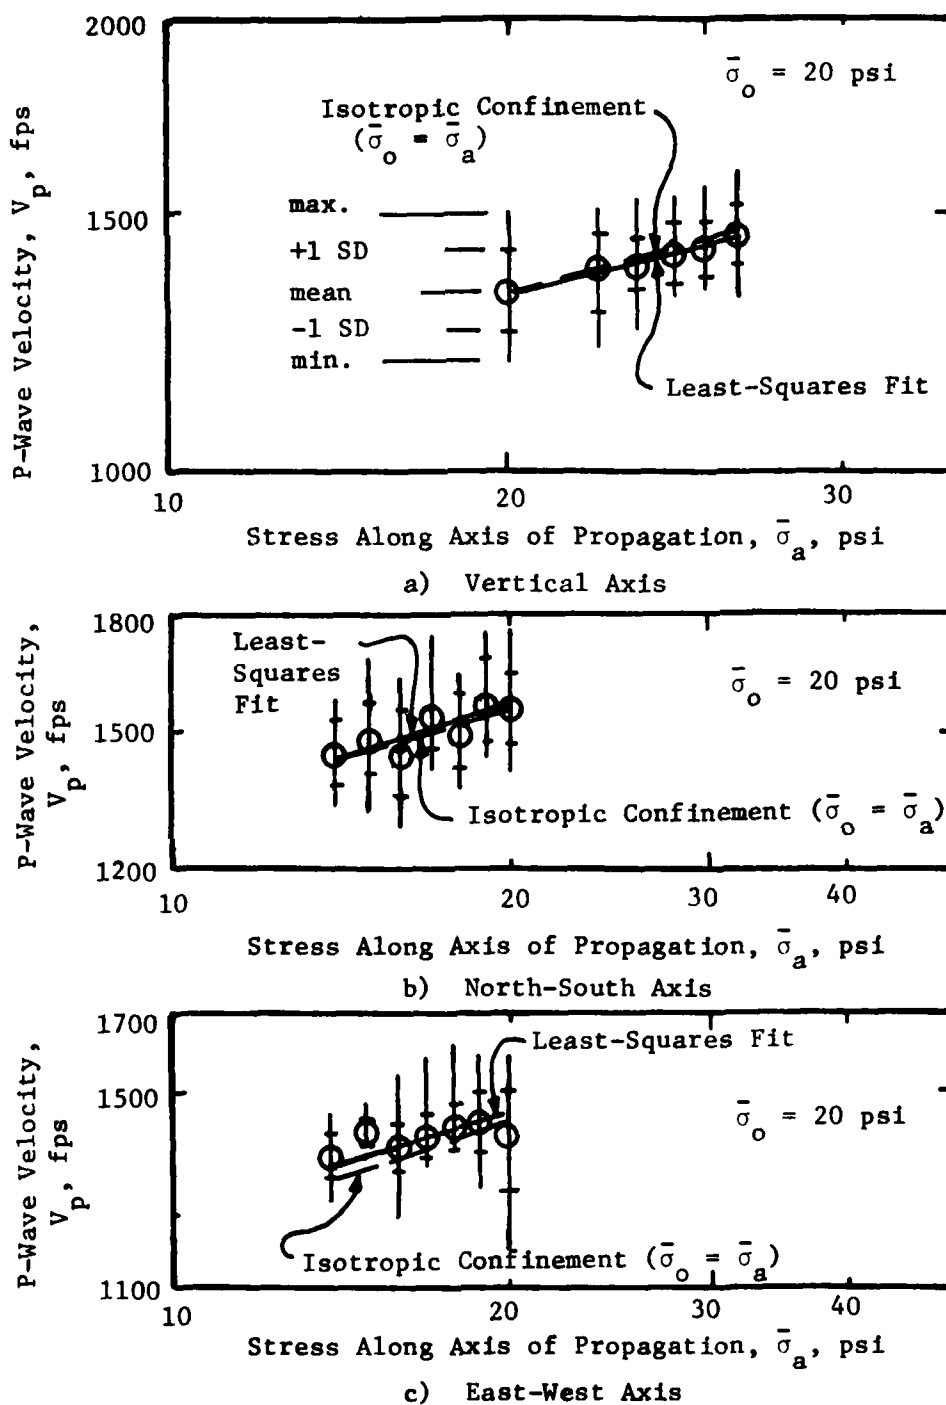 2000
σ̄o = 20 psi
Isotropic Confinement
(σ̄o = σ̄a)
max.
1500
+1 SD
mean
-1 SD
min.
Least-Squares Fit
1000
P-Wave Velocity, Vp, fps
10 20 30
Stress Along Axis of Propagation, σ̄a, psi
a) Vertical Axis
1800
Least-
Squares
Fit
σ̄o = 20 psi
1500
P-Wave Velocity,
Vp, fps
Isotropic Confinement (σ̄o = σ̄a)
1200
10 20 30 40
Stress Along Axis of Propagation, σ̄a, psi
b) North-South Axis
1700
Least-Squares Fit
1500
σ̄o = 20 psi
P-Wave Velocity,
Vp, fps
Isotropic Confinement (σ̄o = σ̄a)
1100
10 20 30 40
Stress Along Axis of Propagation, σ̄a, psi
c) East-West Axis